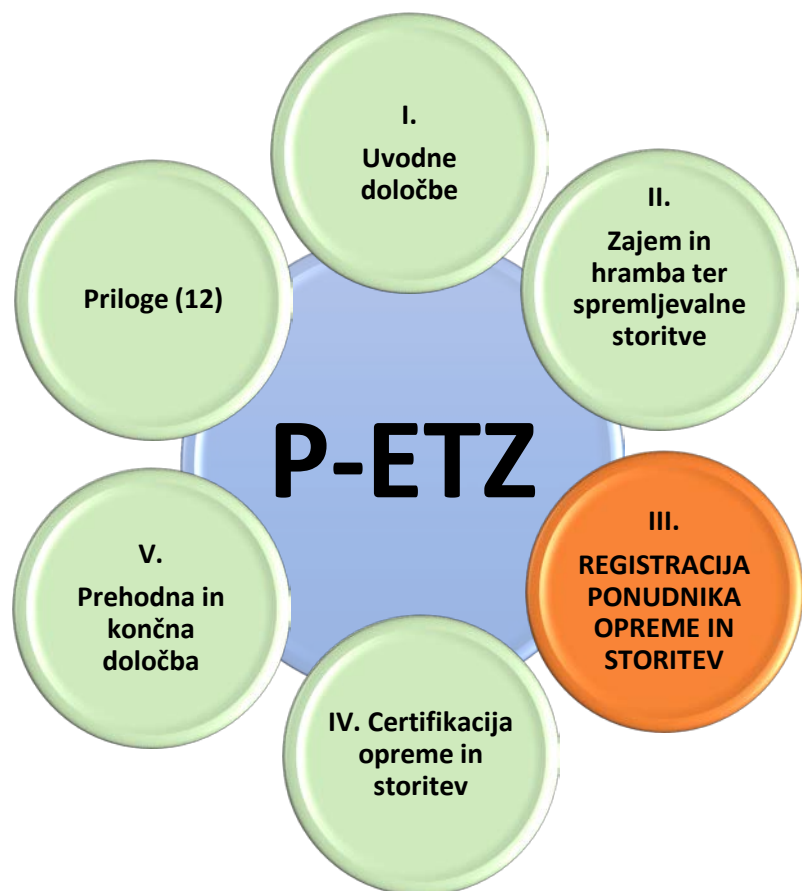 I.
Uvodne
določbe
II.
Zajem in
hramba ter
spremljevalne
storitve
III.
REGISTRACIJA
PONUDNIKA
OPREME IN
STORITEV
IV. Certifikacija
opreme in
storitev
V.
Prehodna in
končna
določba
Priloge (12)
P-ETZ